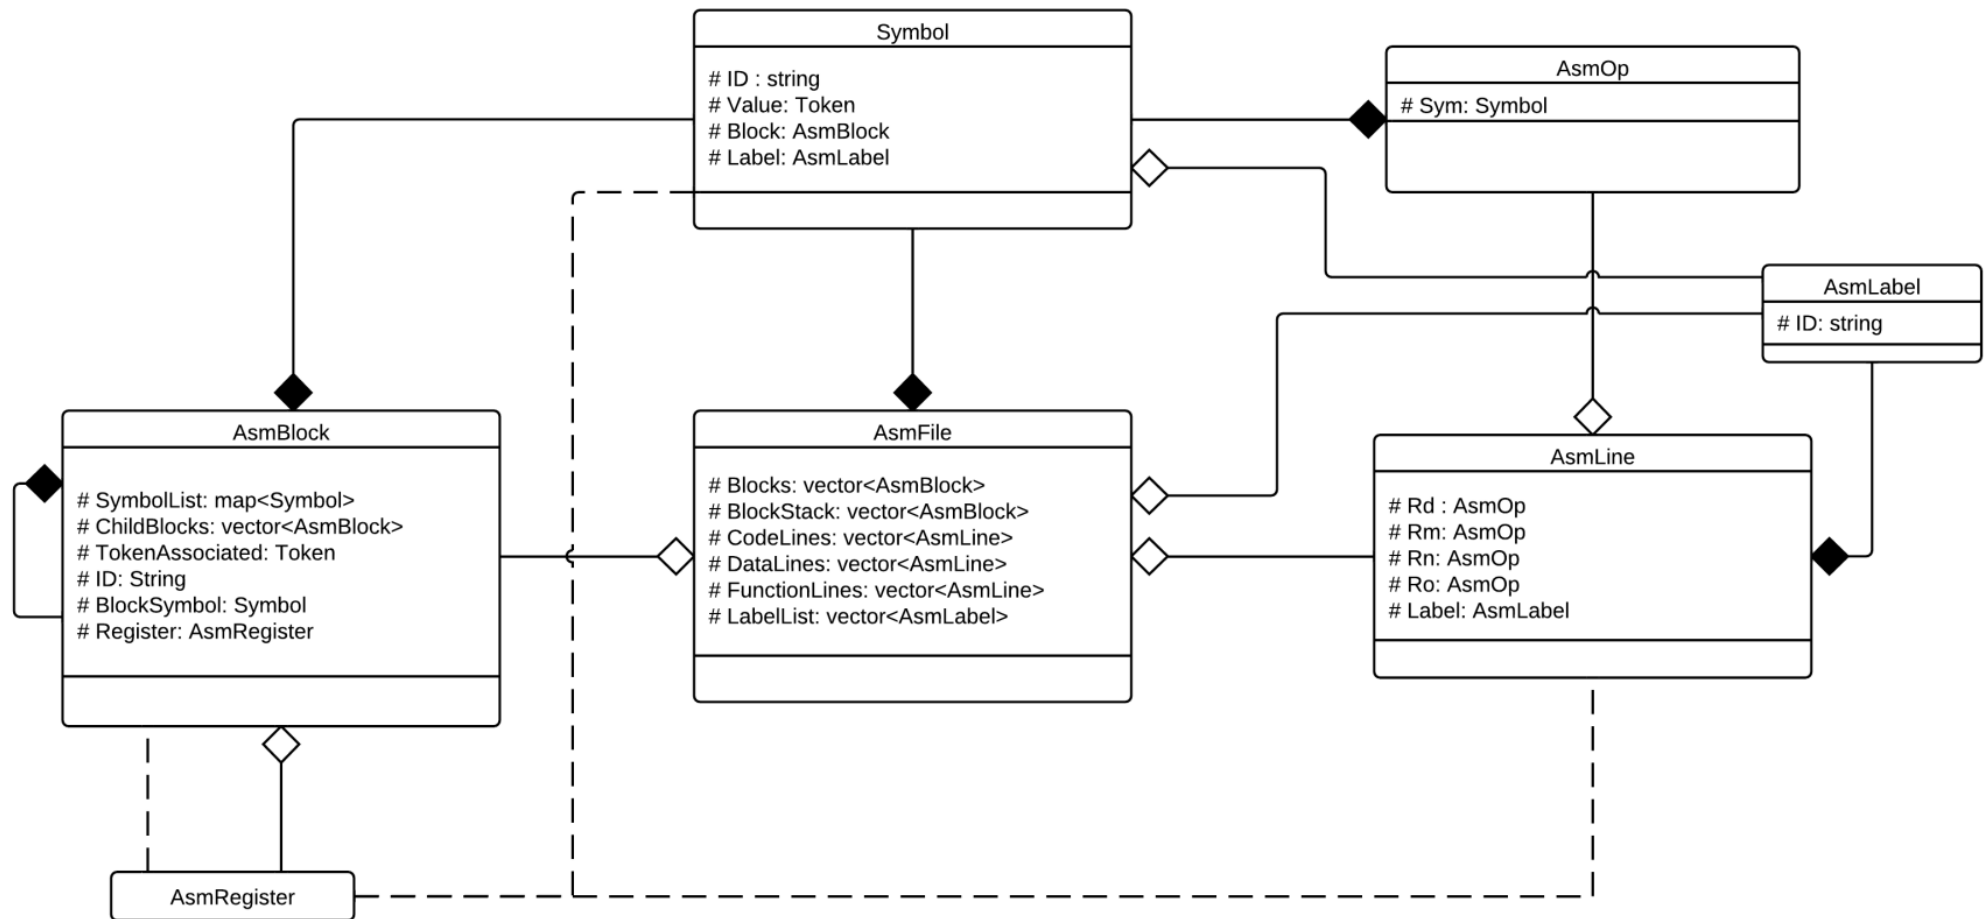 Symbol
# ID : string
# Value: Token
# Block: AsmBlock
# Label: AsmLabel
AsmOp
# Sym: Symbol
AsmLabel
# ID: string
AsmBlock
# SymbolList: map<Symbol>
# ChildBlocks: vector<AsmBlock>
# TokenAssociated: Token
# ID: String
# BlockSymbol: Symbol
# Register: AsmRegister
AsmFile
# Blocks: vector<AsmBlock>
# BlockStack: vector<AsmBlock>
# CodeLines: vector<AsmLine>
# DataLines: vector<AsmLine>
# FunctionLines: vector<AsmLine>
# LabelList: vector<AsmLabel>
AsmLine
# Rd : AsmOp
# Rm: AsmOp
# Rn: AsmOp
# Ro: AsmOp
# Label: AsmLabel
AsmRegister